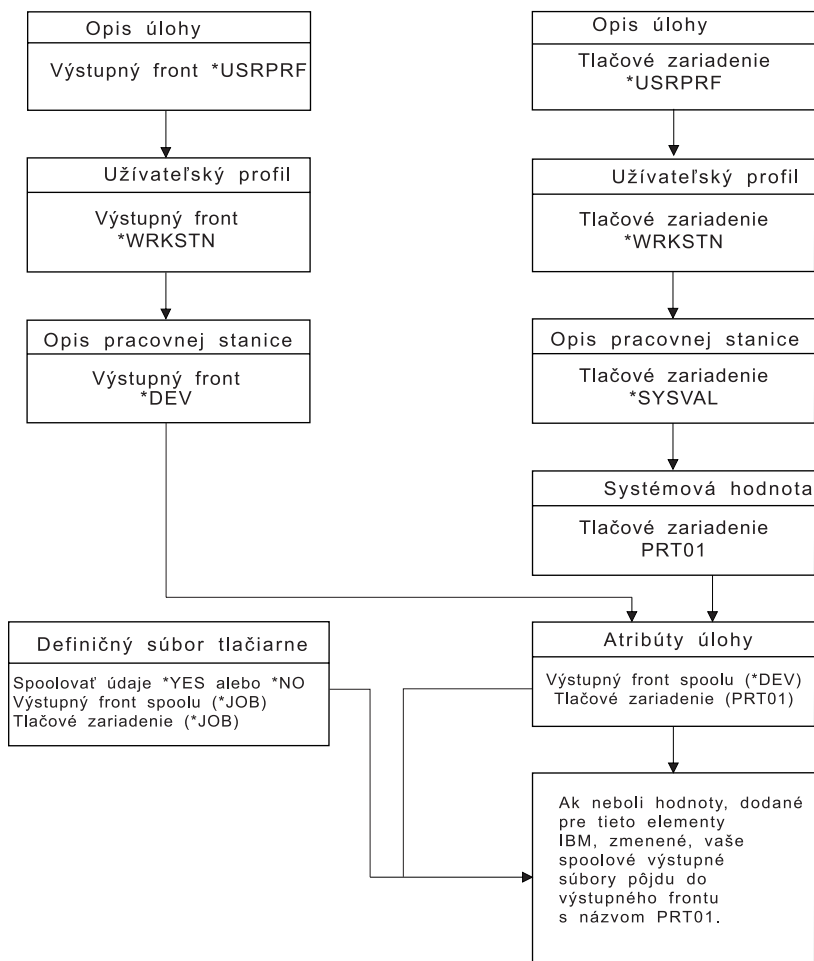 Opis úlohy
Výstupný front *USRPRF
Opis úlohy
Tlačové zariadenie
*USRPRF
Užívateľský profil
Výstupný front
*WRKSTN
Užívateľský profil
Tlačové zariadenie
*WRKSTN
Opis pracovnej stanice
Výstupný front
*DEV
Opis pracovnej stanice
Tlačové zariadenie
*SYSVAL
Systémová hodnota
Tlačové zariadenie
PRT01
Definičný súbor tlačiarne
Spoolovať údaje *YES alebo *NO
Výstupný front spoolu (*JOB)
Tlačové zariadenie (*JOB)
Atribúty úlohy
Výstupný front spoolu (*DEV)
Tlačové zariadenie (PRT01)
Ak neboli hodnoty, dodané
pre tieto elementy
IBM, zmenené, vaše
spoolové výstupné
súbory pôjdu do
výstupného frontu
s názvom PRT01.